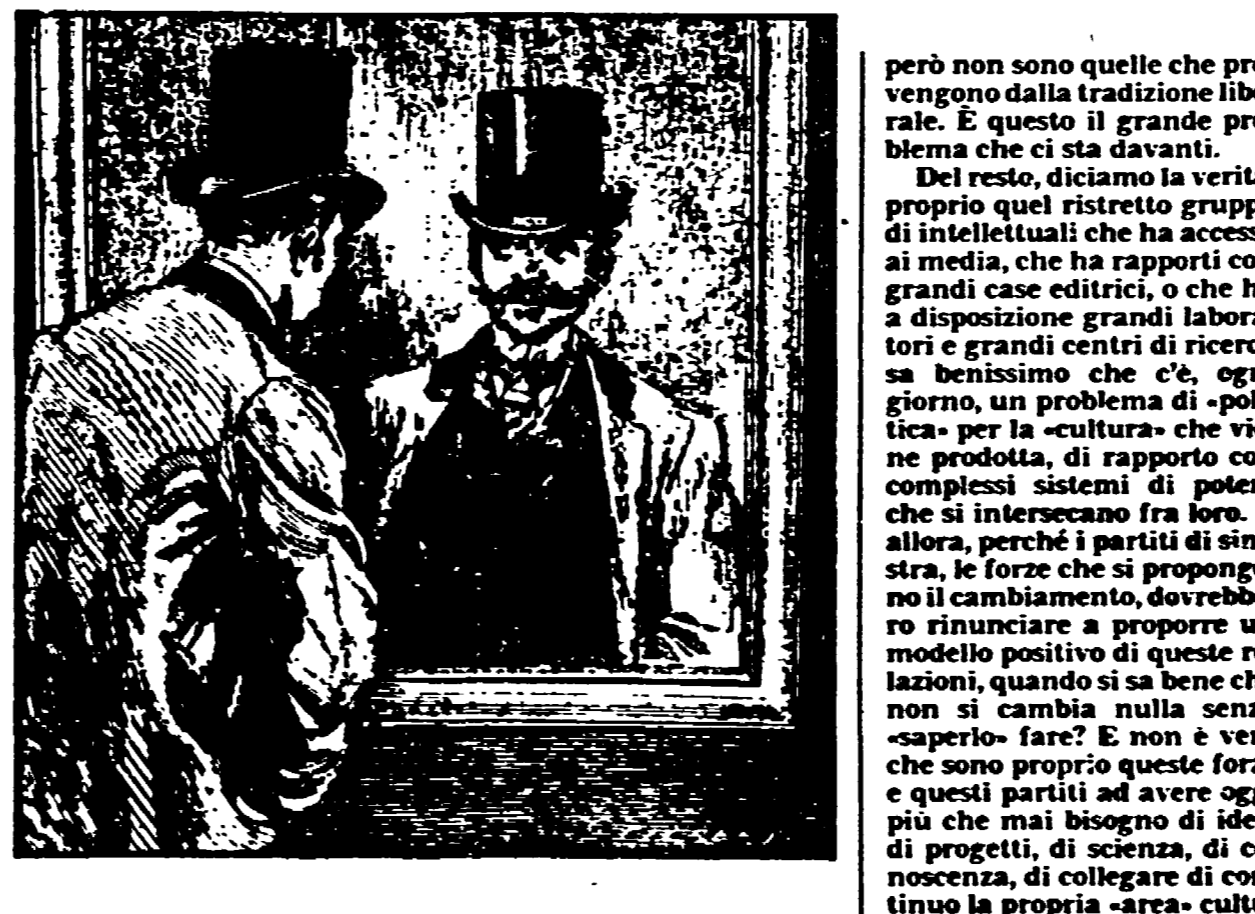 però non sono quelle che pro
vengono dalla tradizione libe
rale. È questo il grande pro
blema che ci sta davanti.
Del resto, diciamo la verità
proprio quel ristretto grupp
di intellettuali che ha access
ai media, che ha rapporti co
grandi case editrici, o che h
a disposizione grandi labora
tori e grandi centri di ricerc
sa benissimo che c'è, ogn
giorno, un problema di «pol
tica» per la «cultura» che vie
ne prodotta, di rapporto co
complessi sistemi di poter
che si intersecano fra loro.
allora, perché i partiti di sin
stra, le forze che si propongo
no il cambiamento, dovrebbe
ro rinunciare a proporre u
modello positivo di queste re
lazioni, quando si sa bene ch
non si cambia nulla senz
«saperlo» fare? E non è ver
che sono proprio queste forz
e questi partiti ad avere ogg
più che mai bisogno di idee
di progetti, di scienza, di co
noscenza, di collegare di con
tinuo la propria «area» cultu